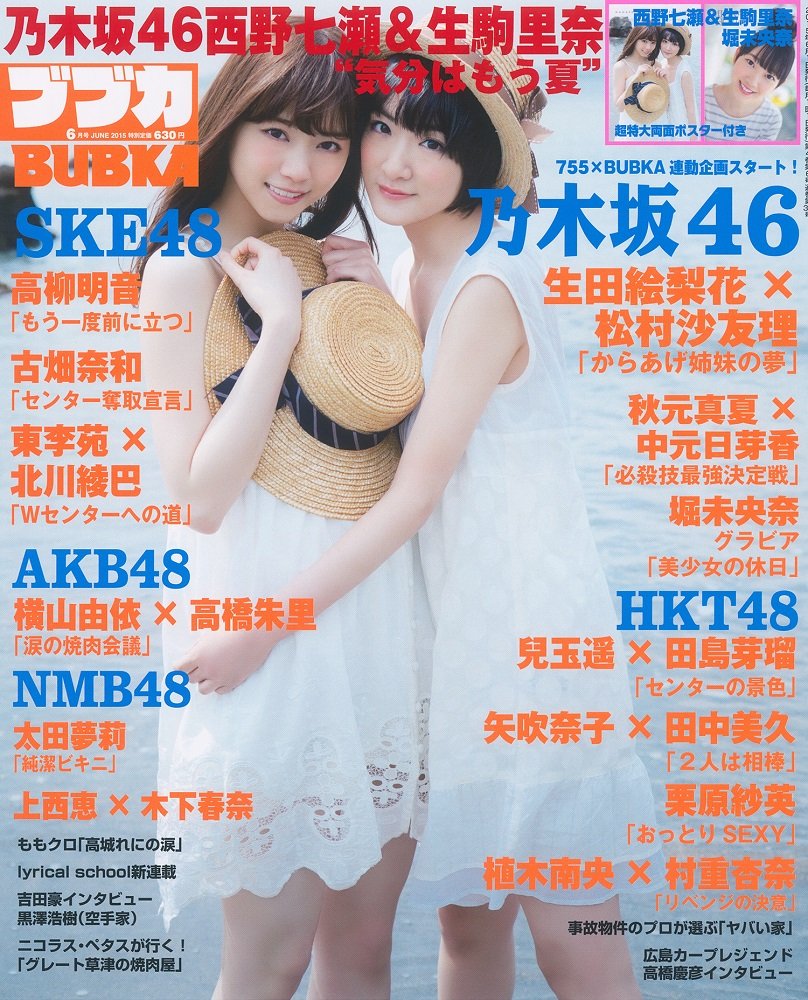 乃木坂46西野七瀬&生駒里奈
“気分はもう夏”
西野七瀬&生駒里奈
堀未央奈
超特大両面ポスター付き
ブブカ
6月号 JUNE 2015 特別定価 630円
BUBKA
755×BUBKA 連動企画スタート!
SKE48
高柳明音
「もう一度前に立つ」
古畑奈和
「センター奪取宣言」
東李苑 ×
北川綾巴
「Wセンターへの道」
AKB48
横山由依 × 高橋朱里
「涙の焼肉会議」
NMB48
太田夢莉
「純潔ビキニ」
上西恵 × 木下春奈
ももクロ「高城れにの涙」
lyrical school新連載
吉田豪インタビュー
黒澤浩樹(空手家)
ニコラス・ペタスが行く!
「グレート草津の焼肉屋」
乃木坂46
生田絵梨花 ×
松村沙友理
「からあげ姉妹の夢」
秋元真夏 ×
中元日芽香
「必殺技最強決定戦」
堀未央奈
グラビア
「美少女の休日」
HKT48
兒玉遥 × 田島芽瑠
「センターの景色」
矢吹奈子 × 田中美久
「2人は相棒」
栗原紗英
「おっとりSEXY」
植木南央 × 村重杏奈
「リベンジの決意」
事故物件のプロが選ぶ「ヤバい家」
広島カープレジェンド
高橋慶彦インタビュー